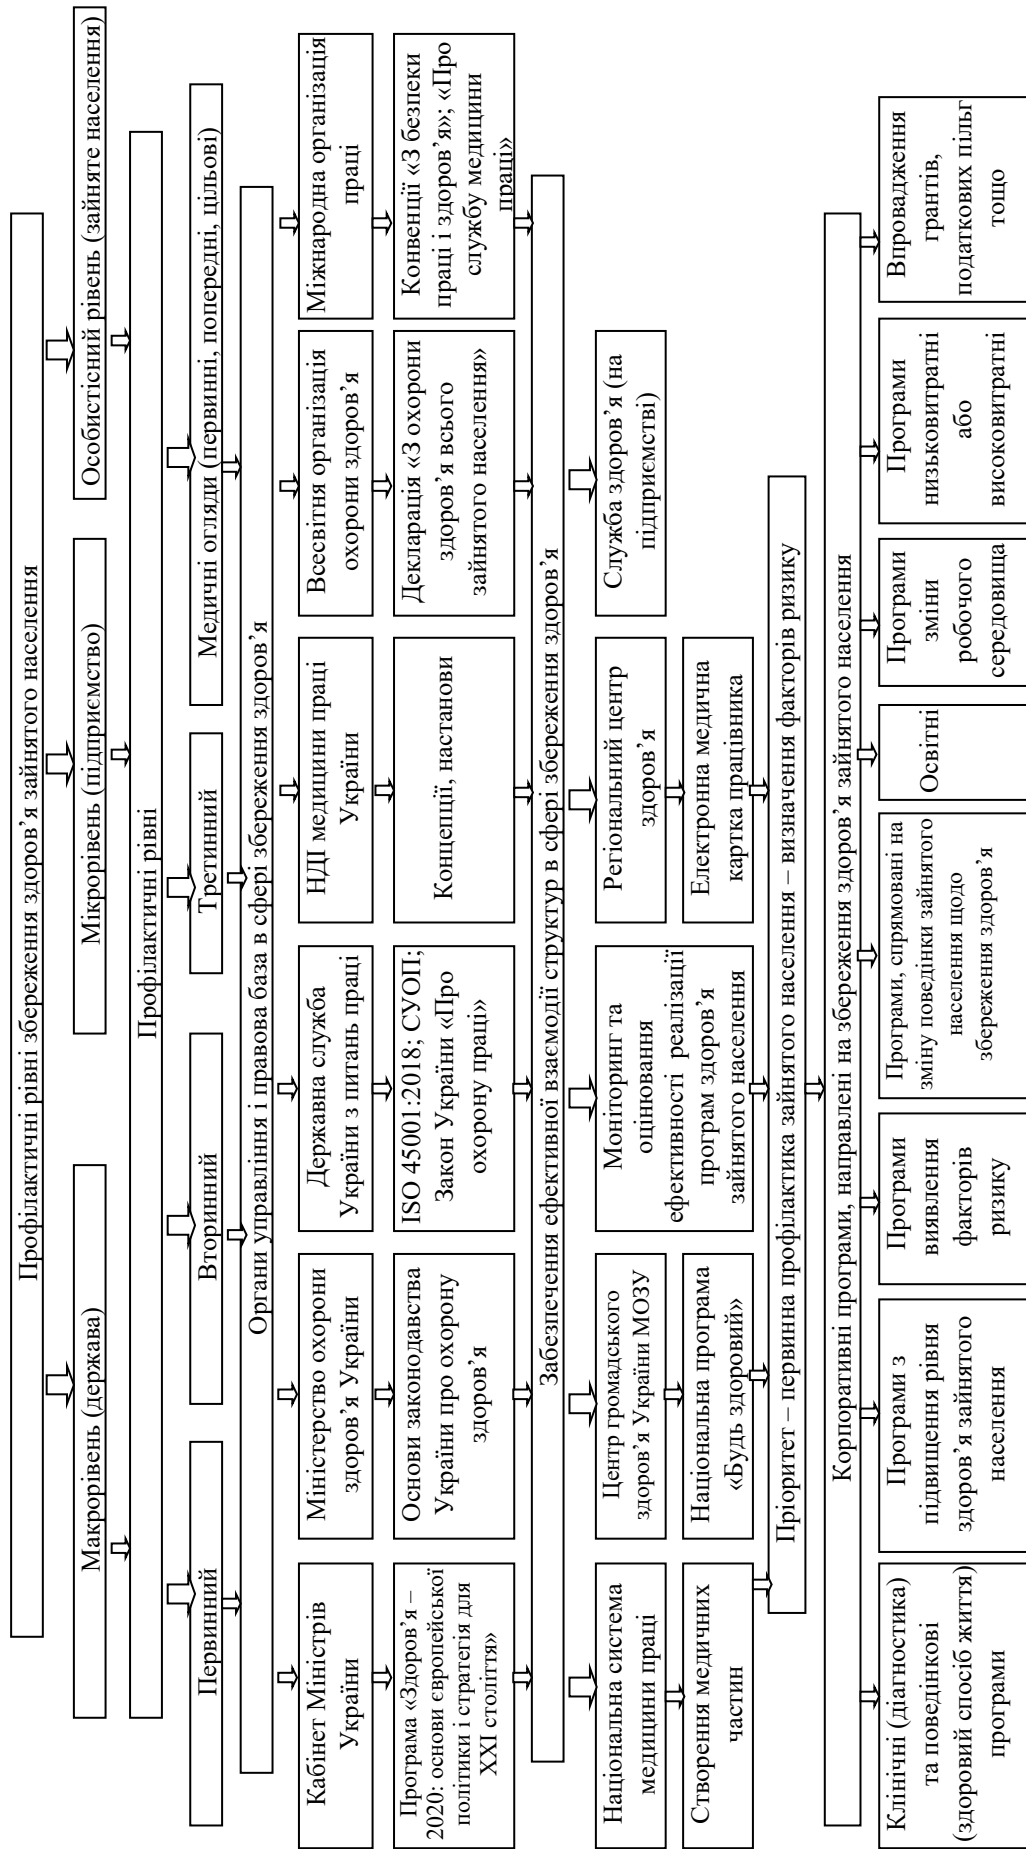 Профілактичні рівні збереження здоров'я зайнятого населення
Макрорівень (держава)
Мікрорівень (підприємство)
Особистісний рівень (зайняте населення)
Профілактичні рівні
Первинний
Вторинний
Третинний
Медичні огляди (первинні, попередні, цільові)
Органи управління і правова база в сфері збереження здоров'я
Кабінет Міністрів
України
Міністерство охорони
здоров'я України
Державна служба
України з питань праці
НДІ медицини праці
України
Всесвітня організація
охорони здоров'я
Міжнародна організація
праці
Програма «Здоров'я –
2020: основи європейської
політики і стратегія для
XXI століття»
Основи законодавства
України про охорону
здоров'я
ISO 45001:2018; СУОП;
Закон України «Про
охорону праці»
Концепції, настанови
Декларація «З охорони
здоров'я всього
зайнятого населення»
Конвенції «З безпеки
праці і здоров'я»; «Про
службу медицини
праці»
Забезпечення ефективної взаємодії структур в сфері збереження здоров'я
Національна система
медицини праці
Центр громадського
здоров'я України МОЗУ
Моніторинг та
оцінювання
ефективності реалізації
програм здоров'я
зайнятого населення
Регіональний центр
здоров'я
Служба здоров'я (на
підприємстві)
Створення медичних
частин
Національна програма
«Будь здоровий»
Електронна медична
картка працівника
Пріоритет – первинна профілактика зайнятого населення – визначення факторів ризику
Корпоративні програми, направлені на збереження здоров'я зайнятого населення
Клінічні (діагностика)
та поведінкові
(здоровий спосіб життя)
програми
Програми з
підвищення рівня
здоров'я зайнятого
населення
Програми
виявлення
факторів
ризику
Програми, спрямовані на
зміну поведінки зайнятого
населення щодо
збереження здоров'я
Освітні
Програми
зміни
робочого
середовища
Програми
низьковитратні
або
високовитратні
Впровадження
грантів,
податкових пільг
тощо